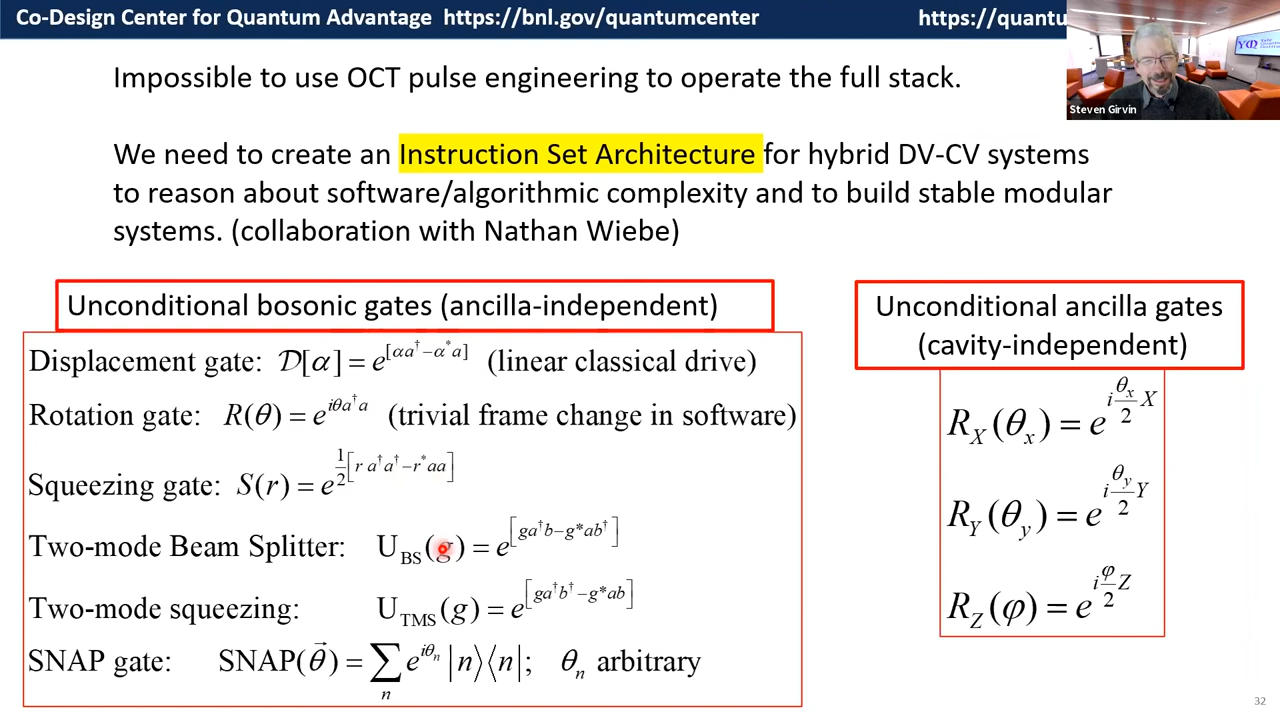 Co-Design Center for Quantum Advantage https://bnl.gov/quantumcenter https://quantu
Steven Girvin
Impossible to use OCT pulse engineering to operate the full stack.
We need to create an Instruction Set Architecture for hybrid DV-CV systems
to reason about software/algorithmic complexity and to build stable modular
systems. (collaboration with Nathan Wiebe)
Unconditional bosonic gates (ancilla-independent)
Displacement gate: 𝒟[α] = e^[αa† − α*a] (linear classical drive)
Rotation gate: R(θ) = e^{iθa†a} (trivial frame change in software)
Squeezing gate: S(r) = e^{1/2[r a†a† − r*aa]}
Two-mode Beam Splitter: U_BS(g) = e^[ga†b − g*ab†]
Two-mode squeezing: U_TMS(g) = e^[ga†b† − g*ab]
SNAP gate: SNAP(θ⃗) = ∑_n e^{iθ_n} |n⟩⟨n|; θ_n arbitrary
Unconditional ancilla gates
(cavity-independent)
R_X(θ_x) = e^{i θ_x/2 X}
R_Y(θ_y) = e^{i θ_y/2 Y}
R_Z(φ) = e^{i φ/2 Z}
32